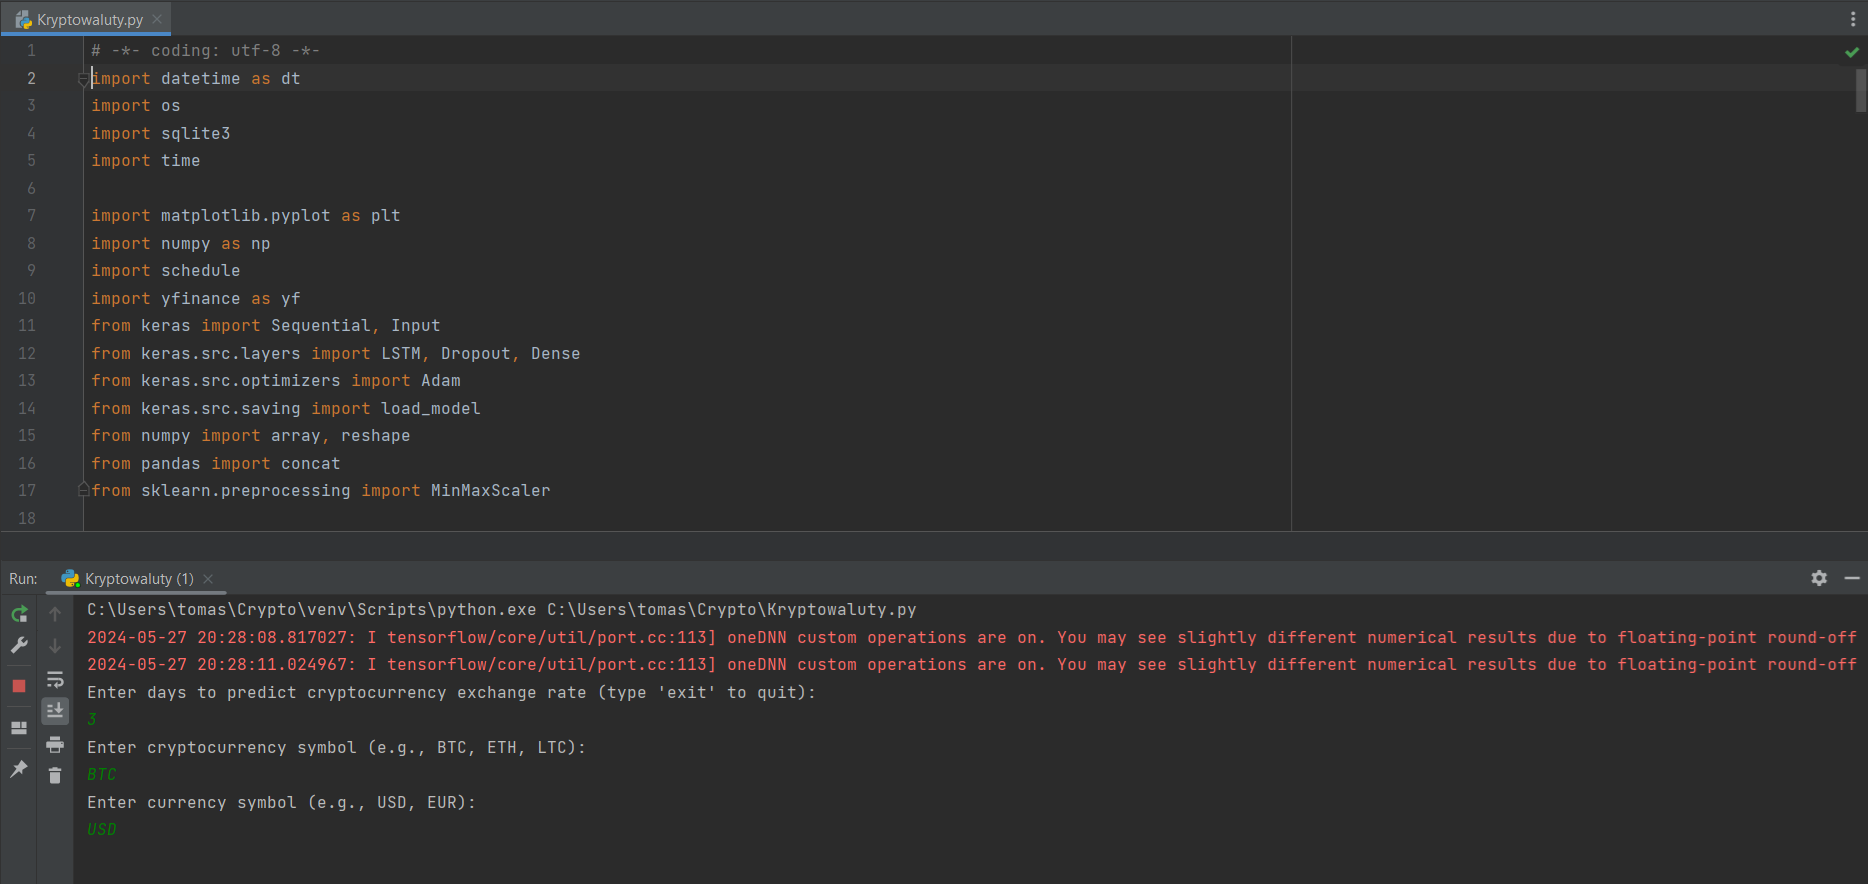 Kryptowaluty.py
1 # -*- coding: utf-8 -*-
2 import datetime as dt
3 import os
4 import sqlite3
5 import time
6
7 import matplotlib.pyplot as plt
8 import numpy as np
9 import schedule
10 import yfinance as yf
11 from keras import Sequential, Input
12 from keras.src.layers import LSTM, Dropout, Dense
13 from keras.src.optimizers import Adam
14 from keras.src.saving import load_model
15 from numpy import array, reshape
16 from pandas import concat
17 from sklearn.preprocessing import MinMaxScaler
18
Run: Kryptowaluty (1)
C:\Users\tomas\Crypto\venv\Scripts\python.exe C:\Users\tomas\Crypto\Kryptowaluty.py
2024-05-27 20:28:08.817027: I tensorflow/core/util/port.cc:113] oneDNN custom operations are on. You may see slightly different numerical results due to floating-point round-off
2024-05-27 20:28:11.024967: I tensorflow/core/util/port.cc:113] oneDNN custom operations are on. You may see slightly different numerical results due to floating-point round-off
Enter days to predict cryptocurrency exchange rate (type 'exit' to quit):
3
Enter cryptocurrency symbol (e.g., BTC, ETH, LTC):
BTC
Enter currency symbol (e.g., USD, EUR):
USD